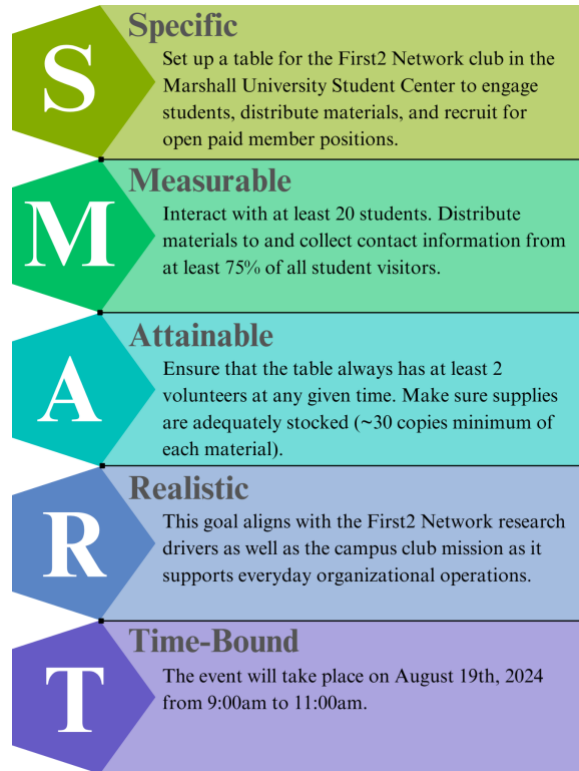 S
Specific
Set up a table for the First2 Network club in the
Marshall University Student Center to engage
students, distribute materials, and recruit for
open paid member positions.
M
Measurable
Interact with at least 20 students. Distribute
materials to and collect contact information from
at least 75% of all student visitors.
A
Attainable
Ensure that the table always has at least 2
volunteers at any given time. Make sure supplies
are adequately stocked (~30 copies minimum of
each material).
R
Realistic
This goal aligns with the First2 Network research
drivers as well as the campus club mission as it
supports everyday organizational operations.
T
Time-Bound
The event will take place on August 19th, 2024
from 9:00am to 11:00am.